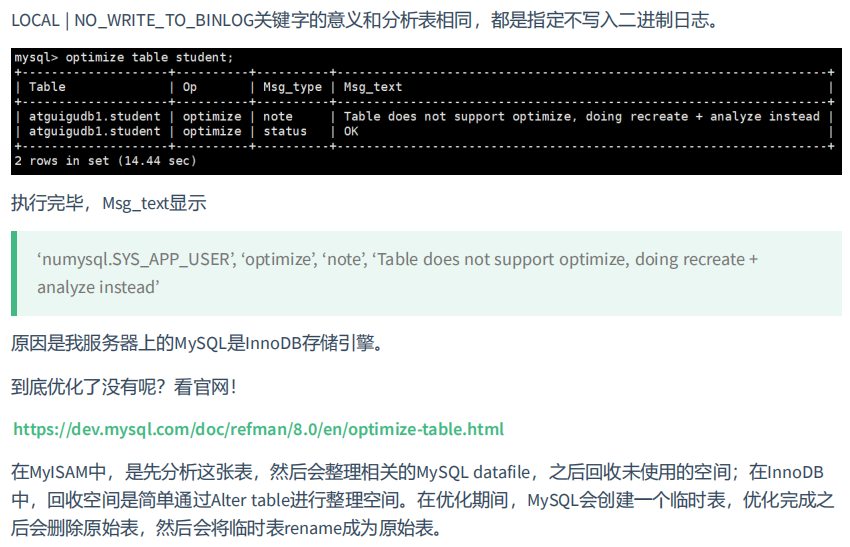 LOCAL | NO_WRITE_TO_BINLOG关键字的意义和分析表相同，都是指定不写入二进制日志。
mysql> optimize table student;
+---------------------+----------+----------+-------------------------------------------------------------------+
| Table               | Op       | Msg_type | Msg_text                                                          |
+---------------------+----------+----------+-------------------------------------------------------------------+
| atguigudb1.student | optimize | note     | Table does not support optimize, doing recreate + analyze instead |
| atguigudb1.student | optimize | status   | OK                                                                |
+---------------------+----------+----------+-------------------------------------------------------------------+
2 rows in set (14.44 sec)
执行完毕，Msg_text显示
‘numysql.SYS_APP_USER’, ‘optimize’, ‘note’, ‘Table does not support optimize, doing recreate +
analyze instead’
原因是我服务器上的MySQL是InnoDB存储引擎。
到底优化了没有呢？看官网！
https://dev.mysql.com/doc/refman/8.0/en/optimize-table.html
在MyISAM中，是先分析这张表，然后会整理相关的MySQL datafile，之后回收未使用的空间；在InnoDB
中，回收空间是简单通过Alter table进行整理空间。在优化期间，MySQL会创建一个临时表，优化完成之
后会删除原始表，然后会将临时表rename成为原始表。